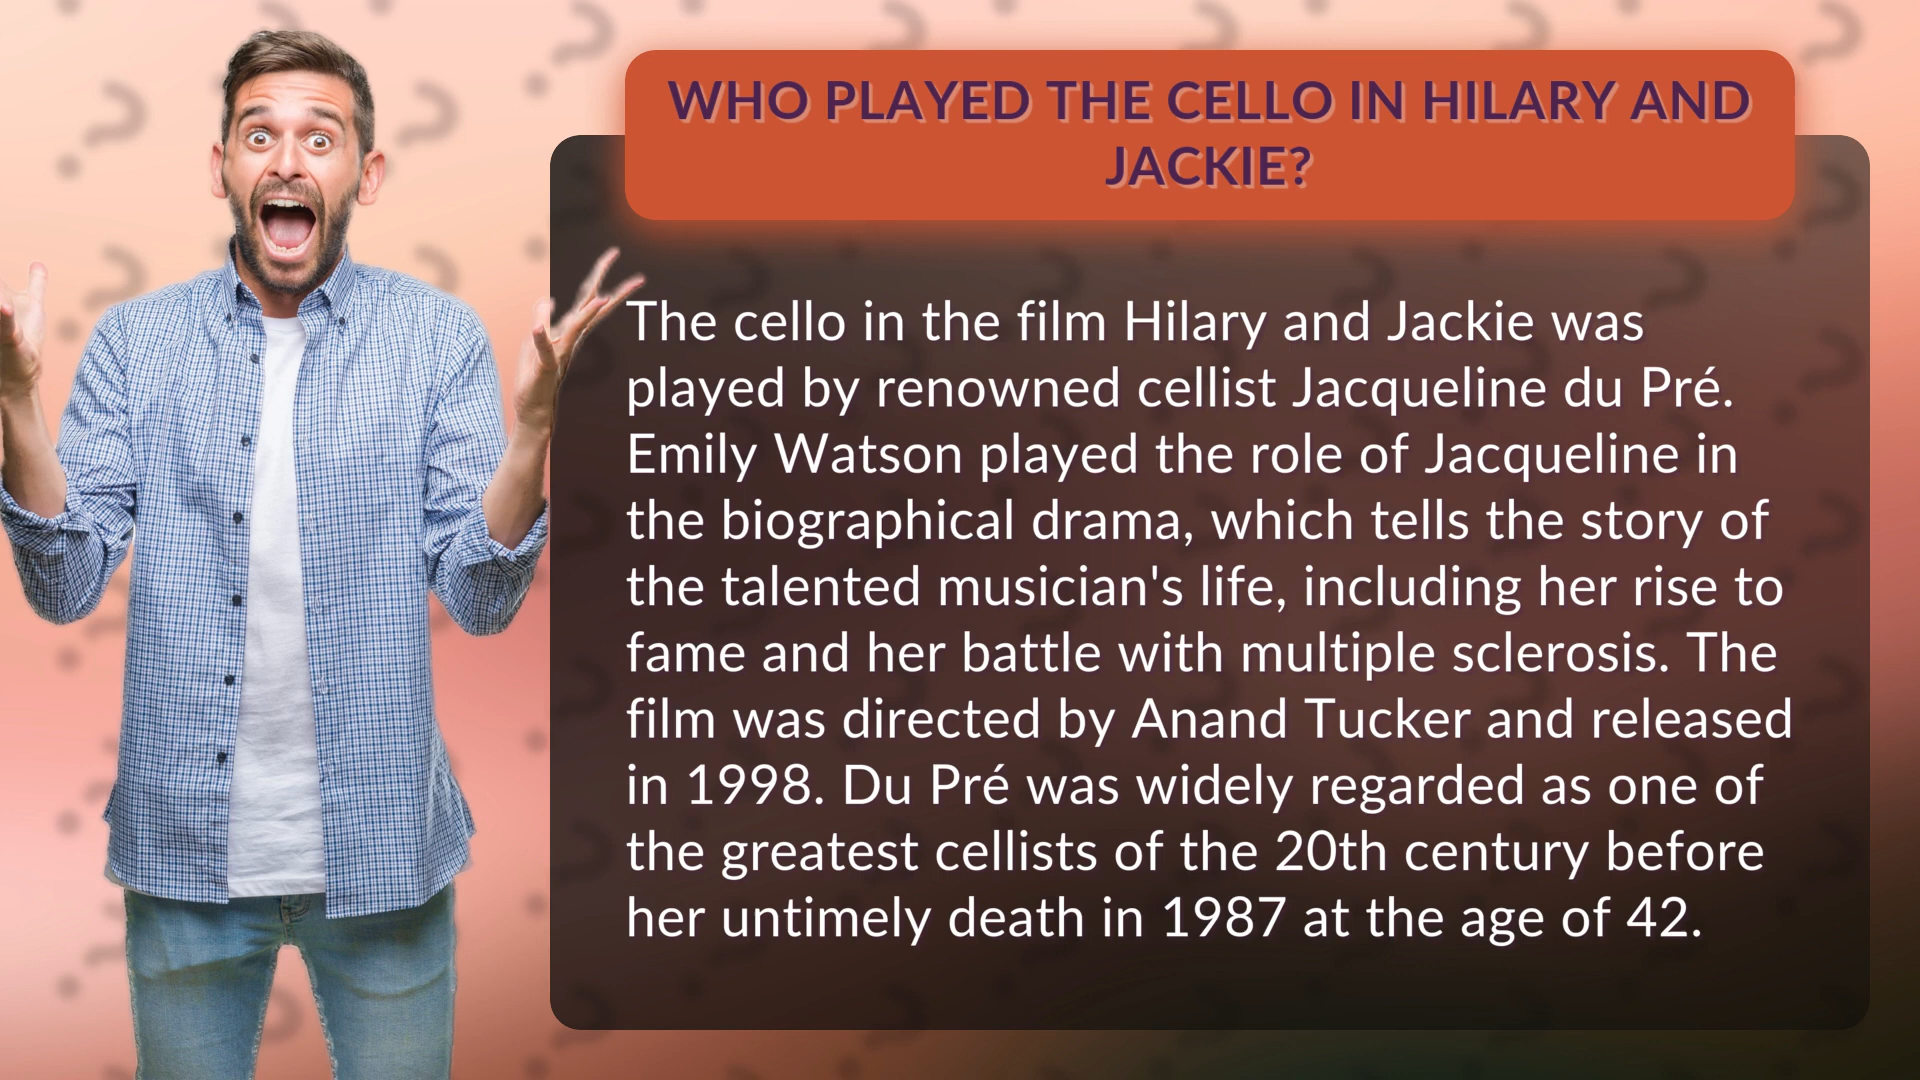 WHO PLAYED THE CELLO IN HILARY AND
JACKIE?
The cello in the film Hilary and Jackie was
played by renowned cellist Jacqueline du Pré.
Emily Watson played the role of Jacqueline in
the biographical drama, which tells the story of
the talented musician's life, including her rise to
fame and her battle with multiple sclerosis. The
film was directed by Anand Tucker and released
in 1998. Du Pré was widely regarded as one of
the greatest cellists of the 20th century before
her untimely death in 1987 at the age of 42.